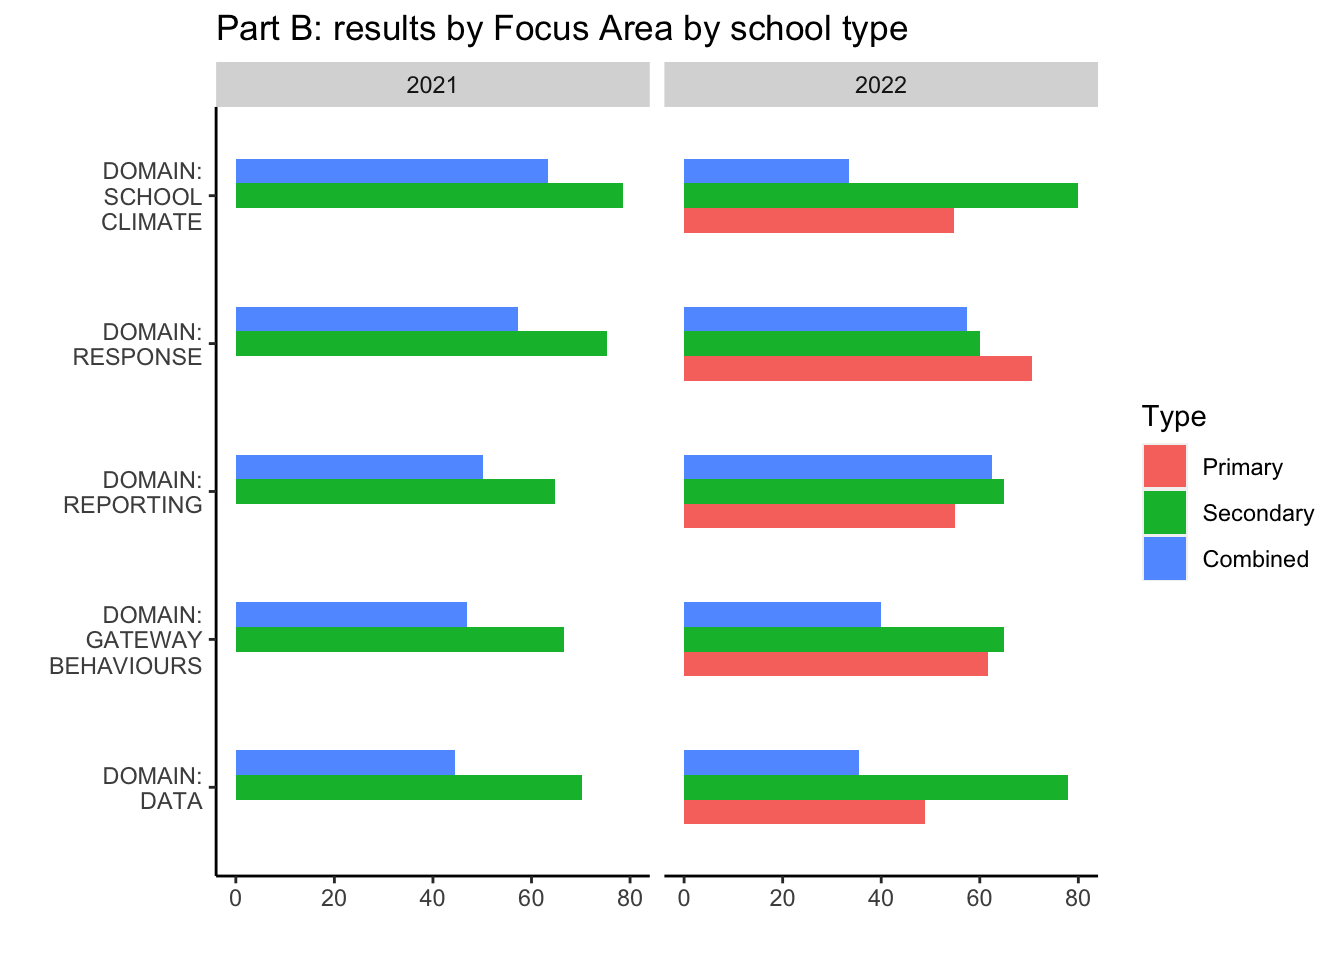 Part B: results by Focus Area by school type
2021
2022
DOMAIN:
SCHOOL
CLIMATE
DOMAIN:
RESPONSE
DOMAIN:
REPORTING
DOMAIN:
GATEWAY
BEHAVIOURS
DOMAIN:
DATA
0 20 40 60 80
0 20 40 60 80
Type
Primary
Secondary
Combined